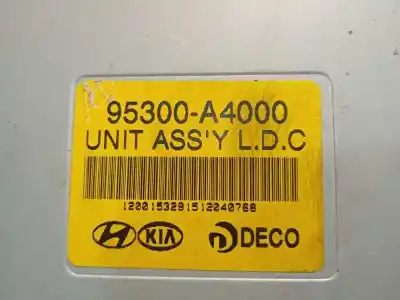 95300-A4000
UNIT ASS'Y L.D.C
1200153291512040768
KIA DECO